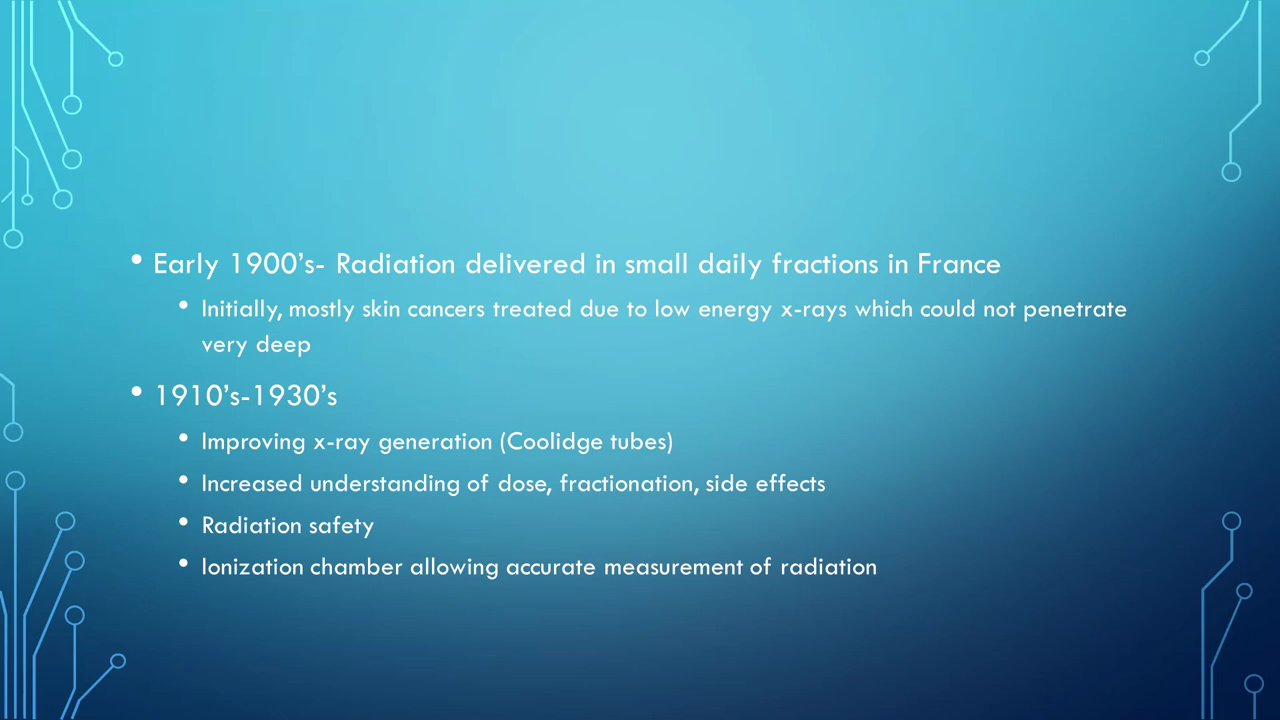 • Early 1900’s- Radiation delivered in small daily fractions in France
• Initially, mostly skin cancers treated due to low energy x-rays which could not penetrate
very deep
• 1910’s-1930’s
• Improving x-ray generation (Coolidge tubes)
• Increased understanding of dose, fractionation, side effects
• Radiation safety
• Ionization chamber allowing accurate measurement of radiation